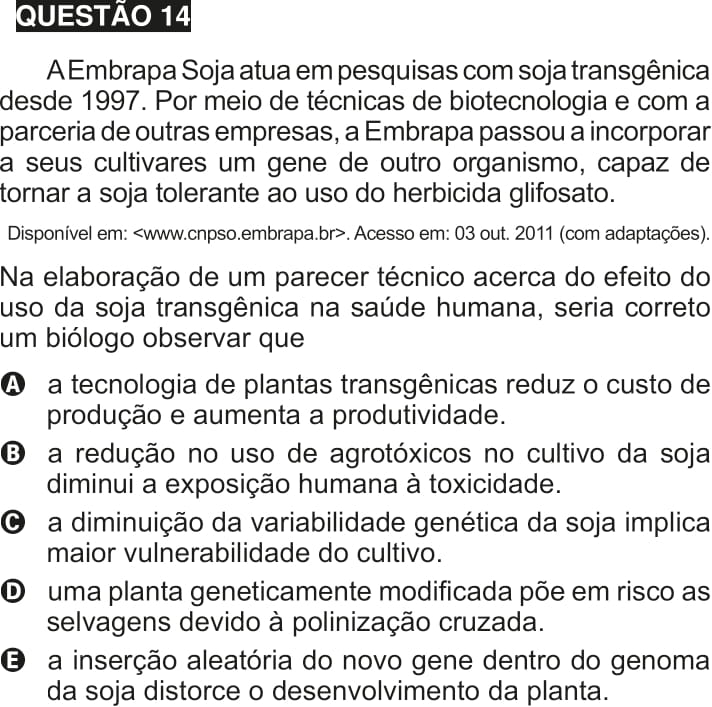 QUESTÃO 14
A Embrapa Soja atua em pesquisas com soja transgênica
desde 1997. Por meio de técnicas de biotecnologia e com a
parceria de outras empresas, a Embrapa passou a incorporar
a seus cultivares um gene de outro organismo, capaz de
tornar a soja tolerante ao uso do herbicida glifosato.
Disponível em: <www.cnpso.embrapa.br>. Acesso em: 03 out. 2011 (com adaptações).
Na elaboração de um parecer técnico acerca do efeito do
uso da soja transgênica na saúde humana, seria correto
um biólogo observar que
A a tecnologia de plantas transgênicas reduz o custo de
produção e aumenta a produtividade.
B a redução no uso de agrotóxicos no cultivo da soja
diminui a exposição humana à toxicidade.
C a diminuição da variabilidade genética da soja implica
maior vulnerabilidade do cultivo.
D uma planta geneticamente modificada põe em risco as
selvagens devido à polinização cruzada.
E a inserção aleatória do novo gene dentro do genoma
da soja distorce o desenvolvimento da planta.